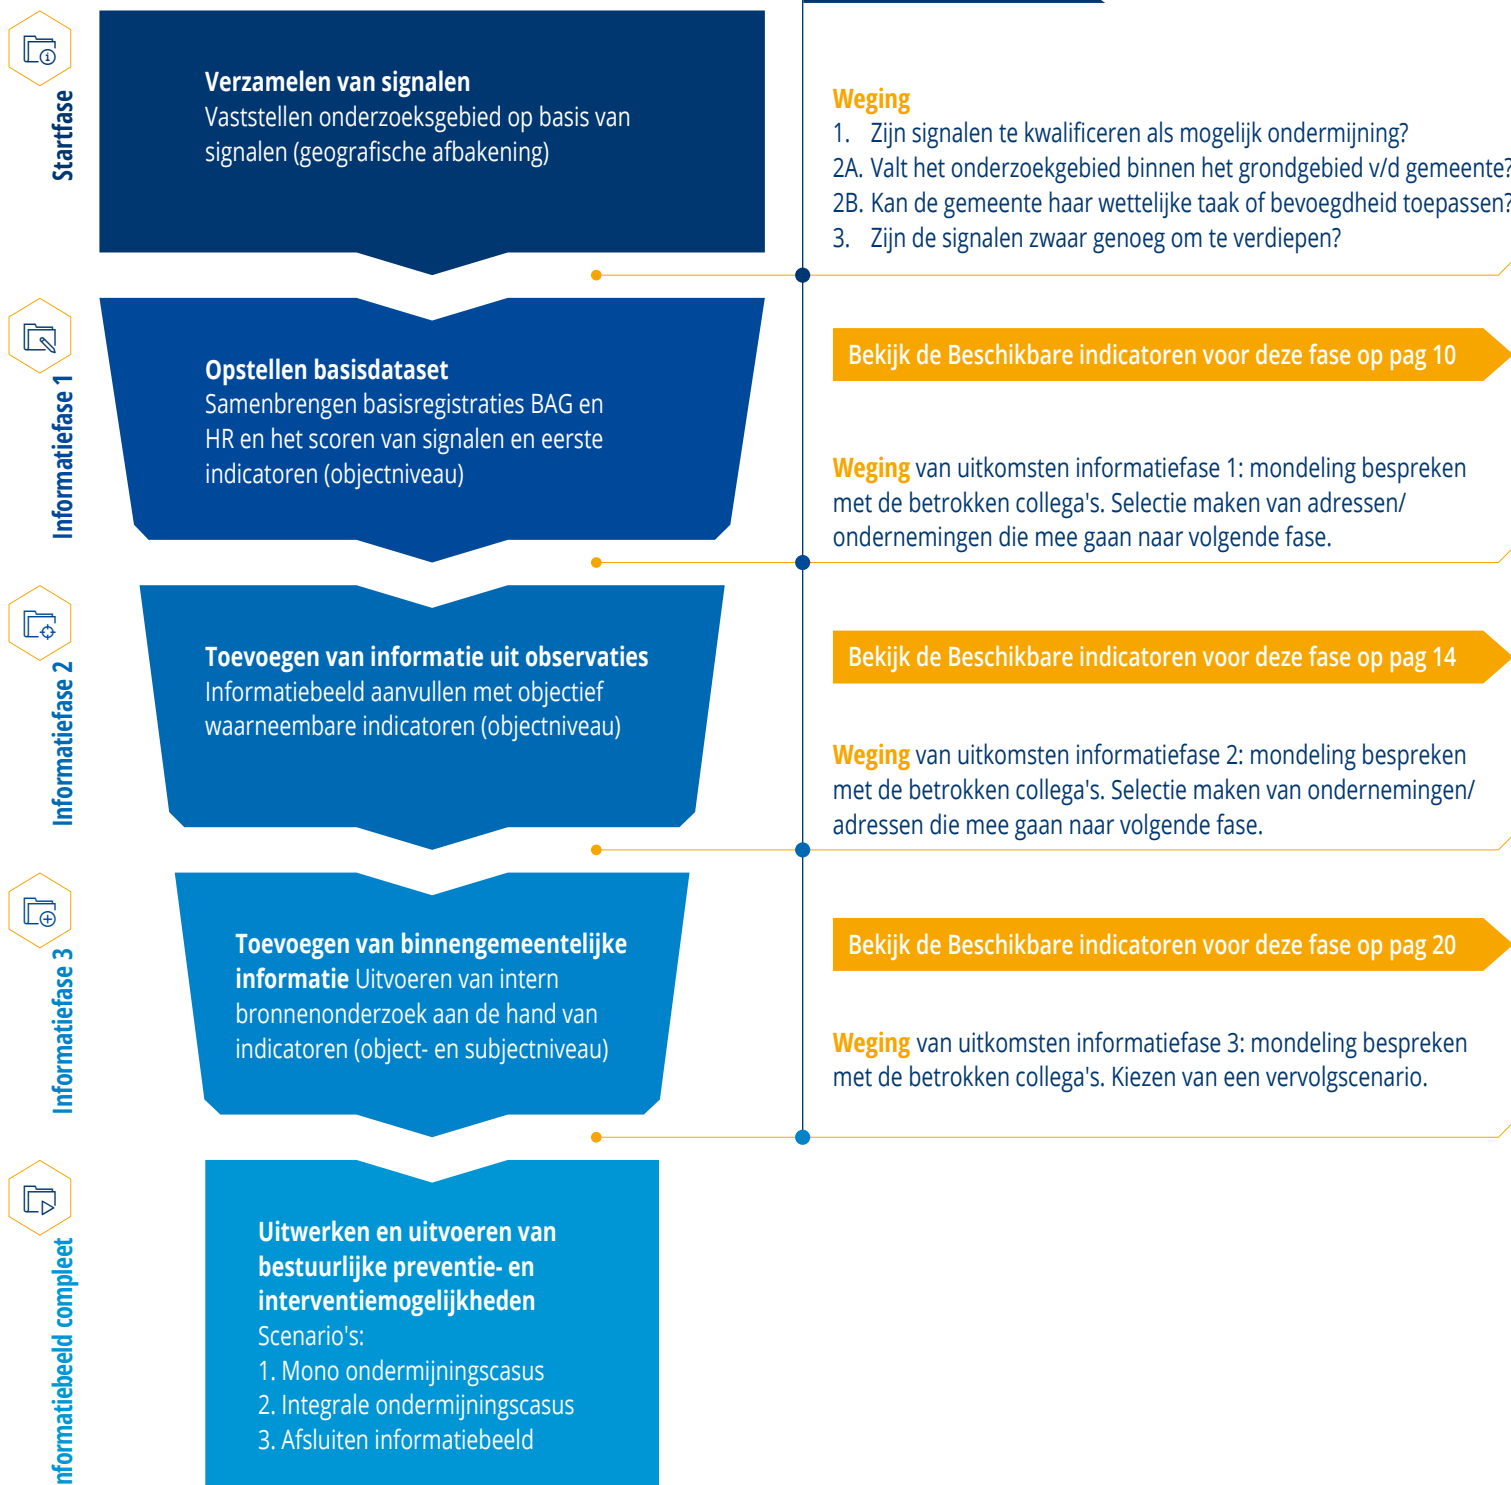 Startfase
Verzamelen van signalen
Vaststellen onderzoeksgebied op basis van
signalen (geografische afbakening)
Weging
1. Zijn signalen te kwalificeren als mogelijk ondermijning?
2A. Valt het onderzoekgebied binnen het grondgebied v/d gemeente?
2B. Kan de gemeente haar wettelijke taak of bevoegdheid toepassen?
3. Zijn de signalen zwaar genoeg om te verdiepen?
Informatiefase 1
Opstellen basisdataset
Samenbrengen basisregistraties BAG en
HR en het scoren van signalen en eerste
indicatoren (objectniveau)
Bekijk de Beschikbare indicatoren voor deze fase op pag 10
Weging van uitkomsten informatiefase 1: mondeling bespreken
met de betrokken collega's. Selectie maken van adressen/
ondernemingen die mee gaan naar volgende fase.
Informatiefase 2
Toevoegen van informatie uit observaties
Informatiebeeld aanvullen met objectief
waarneembare indicatoren (objectniveau)
Bekijk de Beschikbare indicatoren voor deze fase op pag 14
Weging van uitkomsten informatiefase 2: mondeling bespreken
met de betrokken collega's. Selectie maken van ondernemingen/
adressen die mee gaan naar volgende fase.
Informatiefase 3
Toevoegen van binnengemeentelijke
informatie Uitvoeren van intern
bronnenonderzoek aan de hand van
indicatoren (object- en subjectniveau)
Bekijk de Beschikbare indicatoren voor deze fase op pag 20
Weging van uitkomsten informatiefase 3: mondeling bespreken
met de betrokken collega's. Kiezen van een vervolgscenario.
nformatiebeeld compleet
Uitwerken en uitvoeren van
bestuurlijke preventie- en
interventiemogelijkheden
Scenario's:
1. Mono ondermijningscasus
2. Integrale ondermijningscasus
3. Afsluiten informatiebeeld